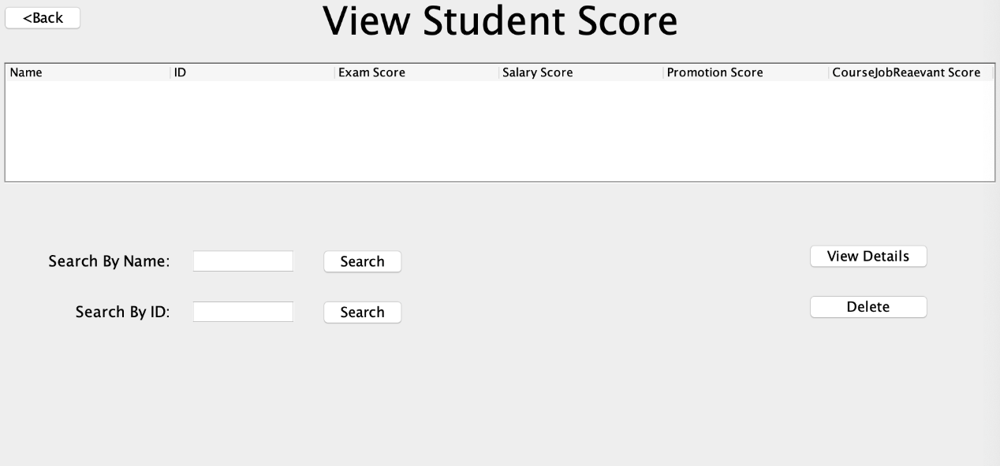 <Back
View Student Score
Name ID Exam Score Salary Score Promotion Score CourseJobReaevant Score
Search By Name: Search View Details
Search By ID: Search Delete